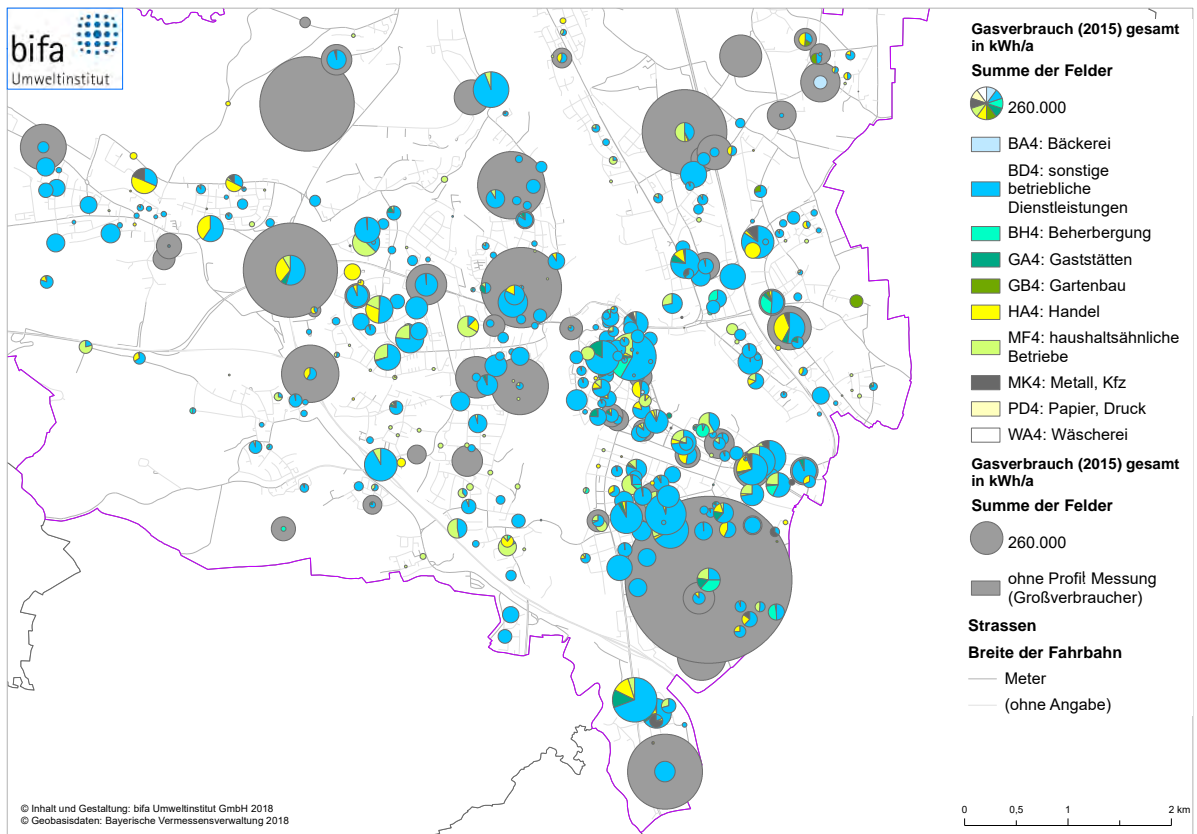 bifa
Umweltinstitut
Gasverbrauch (2015) gesamt
in kWh/a
Summe der Felder
260.000
BA4: Bäckerei
BD4: sonstige
betriebliche
Dienstleistungen
BH4: Beherbergung
GA4: Gaststätten
GB4: Gartenbau
HA4: Handel
MF4: haushaltsähnliche
Betriebe
MK4: Metall, Kfz
PD4: Papier, Druck
WA4: Wäscherei
Gasverbrauch (2015) gesamt
in kWh/a
Summe der Felder
260.000
ohne Profil Messung
(Großverbraucher)
Strassen
Breite der Fahrbahn
Meter
(ohne Angabe)
© Inhalt und Gestaltung: bifa Umweltinstitut GmbH 2018
© Geobasisdaten: Bayerische Vermessensverwaltung 2018
0 0,5 1 2 km